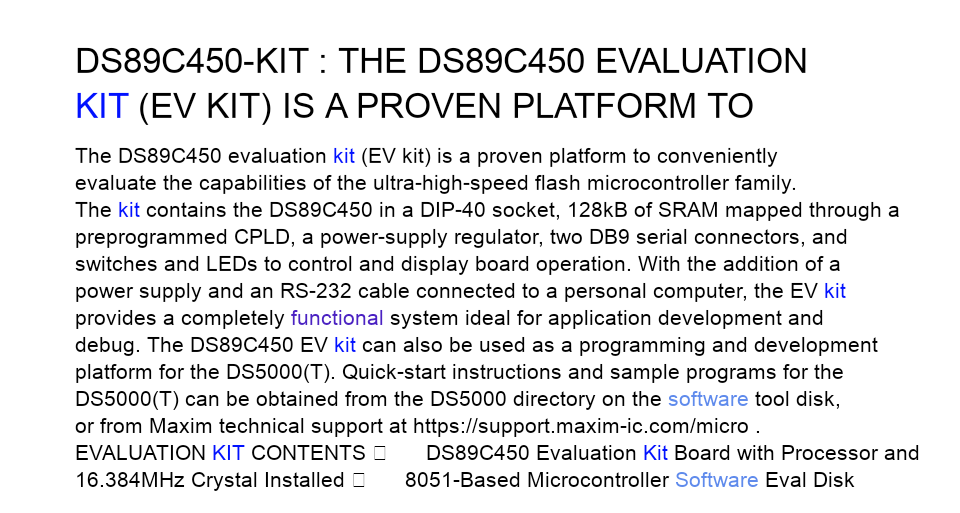 DS89C450-KIT : THE DS89C450 EVALUATION
KIT (EV KIT) IS A PROVEN PLATFORM TO
The DS89C450 evaluation kit (EV kit) is a proven platform to conveniently
evaluate the capabilities of the ultra-high-speed flash microcontroller family.
The kit contains the DS89C450 in a DIP-40 socket, 128kB of SRAM mapped through a
preprogrammed CPLD, a power-supply regulator, two DB9 serial connectors, and
switches and LEDs to control and display board operation. With the addition of a
power supply and an RS-232 cable connected to a personal computer, the EV kit
provides a completely functional system ideal for application development and
debug. The DS89C450 EV kit can also be used as a programming and development
platform for the DS5000(T). Quick-start instructions and sample programs for the
DS5000(T) can be obtained from the DS5000 directory on the software tool disk,
or from Maxim technical support at https://support.maxim-ic.com/micro .
EVALUATION KIT CONTENTS □ DS89C450 Evaluation Kit Board with Processor and
16.384MHz Crystal Installed □ 8051-Based Microcontroller Software Eval Disk